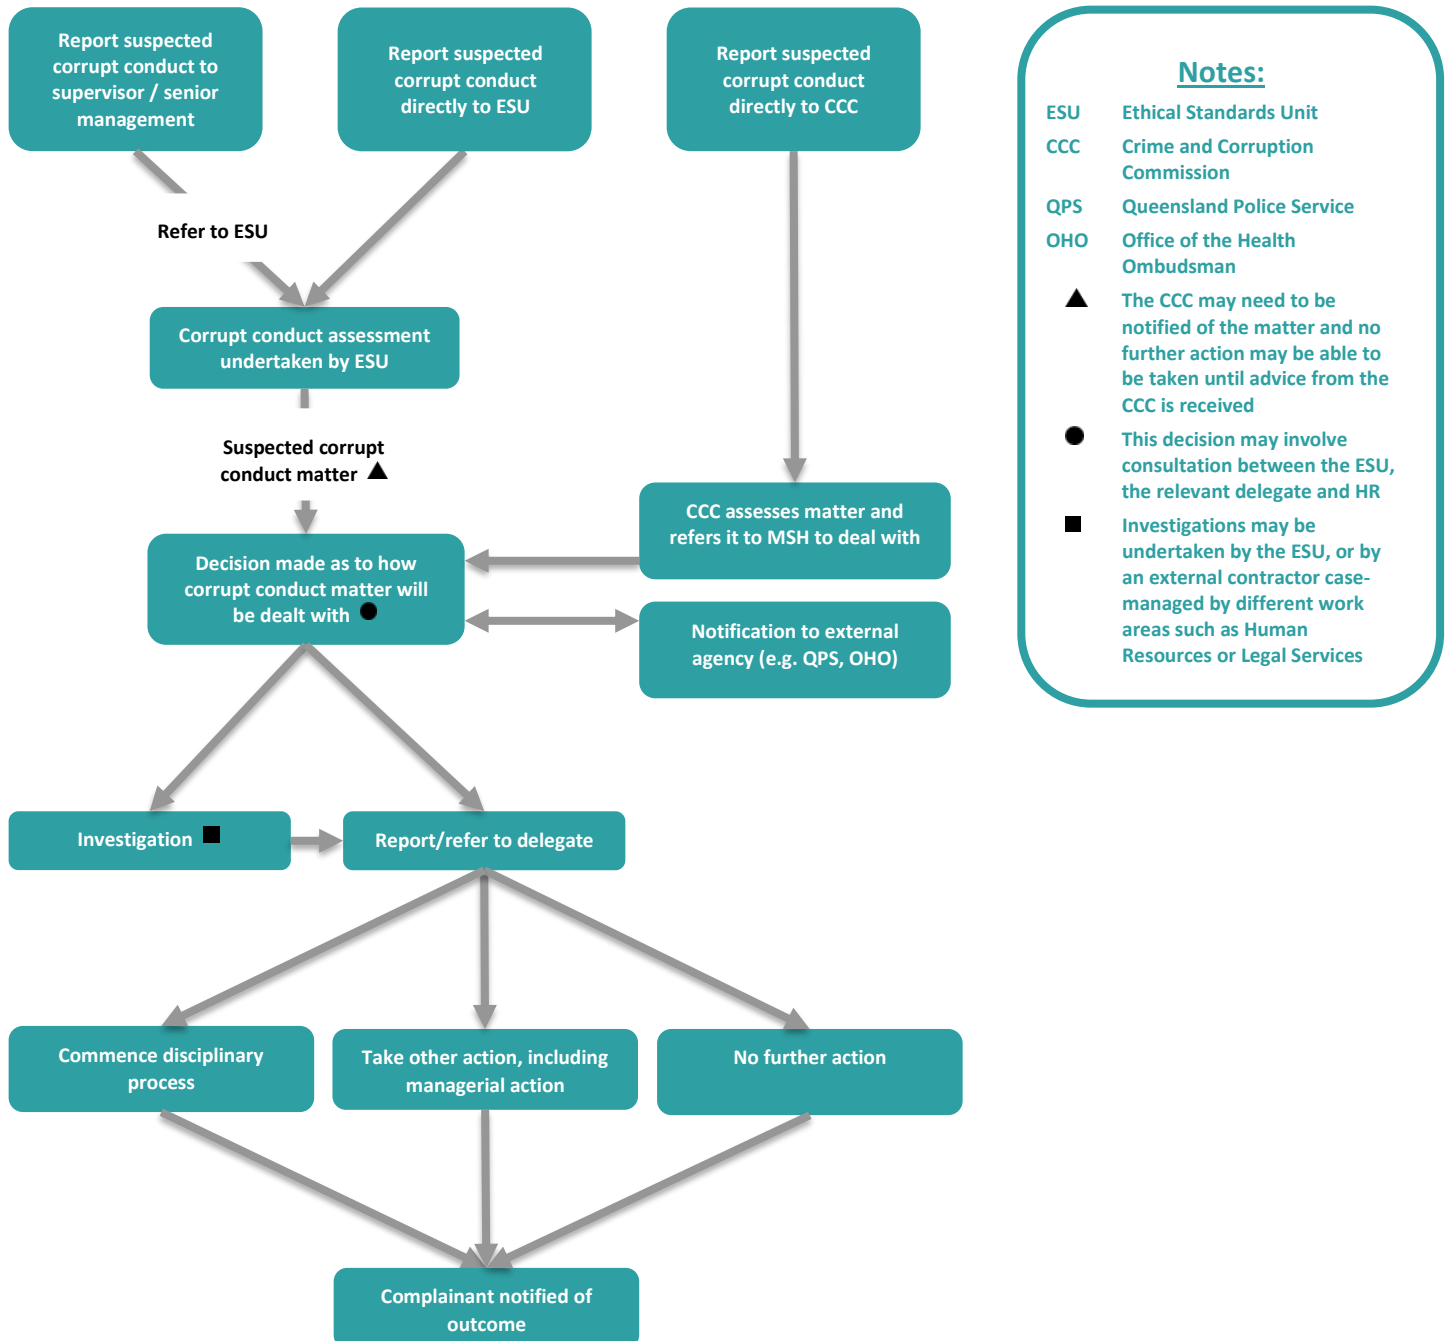 Report suspected
corrupt conduct to
supervisor / senior
management
Report suspected
corrupt conduct
directly to ESU
Report suspected
corrupt conduct
directly to CCC
Refer to ESU
Corrupt conduct assessment
undertaken by ESU
Suspected corrupt
conduct matter ▲
CCC assesses matter and
refers it to MSH to deal with
Decision made as to how
corrupt conduct matter will
be dealt with ●
Notification to external
agency (e.g. QPS, OHO)
Investigation ■
Report/refer to delegate
Commence disciplinary
process
Take other action, including
managerial action
No further action
Complainant notified of
outcome
Notes:
ESU Ethical Standards Unit
CCC Crime and Corruption
Commission
QPS Queensland Police Service
OHO Office of the Health
Ombudsman
▲ The CCC may need to be
notified of the matter and no
further action may be able to
be taken until advice from the
CCC is received
● This decision may involve
consultation between the ESU,
the relevant delegate and HR
■ Investigations may be
undertaken by the ESU, or by
an external contractor case-
managed by different work
areas such as Human
Resources or Legal Services